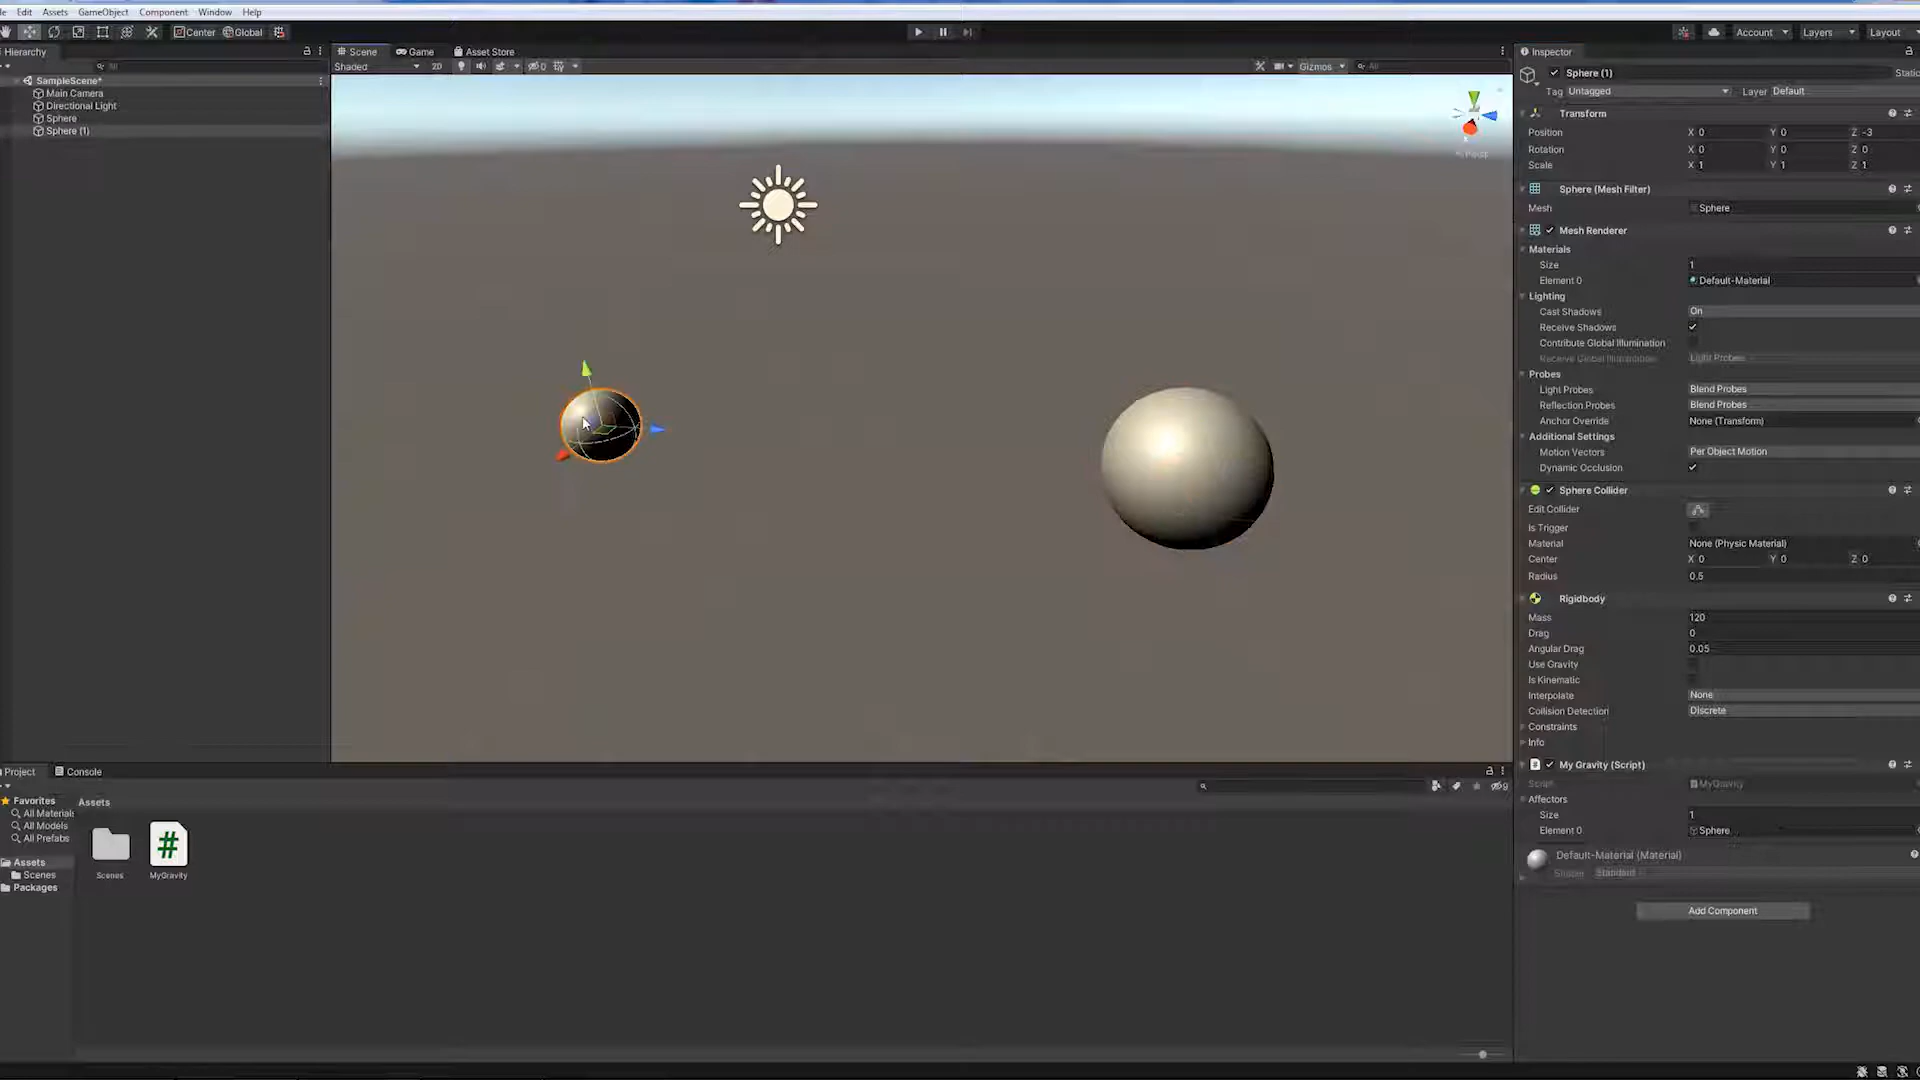 Edit Assets GameObject Component Window Help
Center Global Account Layers Layout
Hierarchy Scene Game Asset Store Inspector
All Shaded 2D 0 Gizmos All
SampleScene*
Main Camera
Directional Light
Sphere
Sphere (1)
Sphere (1)
Tag Untagged Layer Default
Transform
Position X 0 Y 0 Z -3
Rotation X 0 Y 0 Z 0
Scale X 1 Y 1 Z 1
Sphere (Mesh Filter)
Mesh Sphere
Mesh Renderer
Materials
Size 1
Element 0 Default-Material
Lighting
Cast Shadows On
Receive Shadows
Contribute Global Illumination
Receive Global Illumination Light Probes
Probes
Light Probes Blend Probes
Reflection Probes Blend Probes
Anchor Override None (Transform)
Additional Settings
Motion Vectors Per Object Motion
Dynamic Occlusion
Sphere Collider
Edit Collider
Is Trigger
Material None (Physic Material)
Center X 0 Y 0 Z 0
Radius 0.5
Rigidbody
Mass 120
Drag 0
Angular Drag 0.05
Use Gravity
Is Kinematic
Interpolate None
Collision Detection Discrete
Constraints
Info
My Gravity (Script)
Script MyGravity
Affectors
Size 1
Element 0 Sphere
Default-Material (Material)
Shader Standard
Add Component
Project Console
9
Favorites
All Materials
All Models
All Prefabs
Assets
Scenes
Packages
Assets
Scenes MyGravity